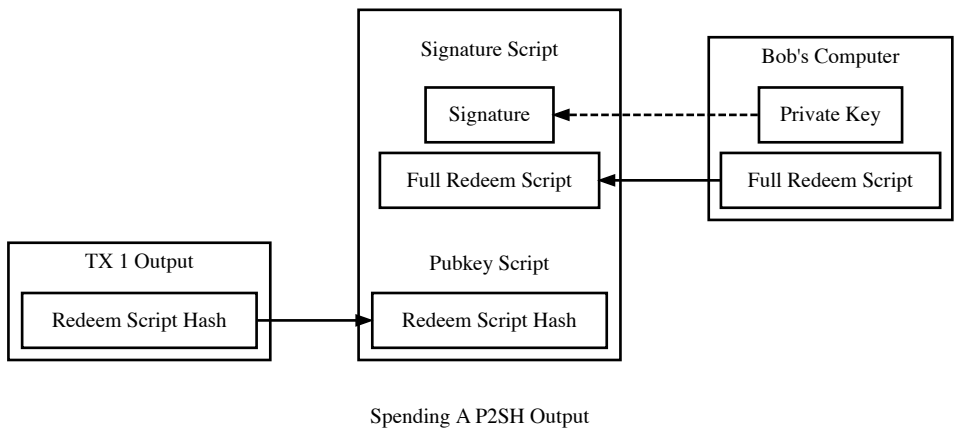 Signature Script
Signature
Full Redeem Script
Pubkey Script
Redeem Script Hash
Bob's Computer
Private Key
Full Redeem Script
TX 1 Output
Redeem Script Hash
Spending A P2SH Output